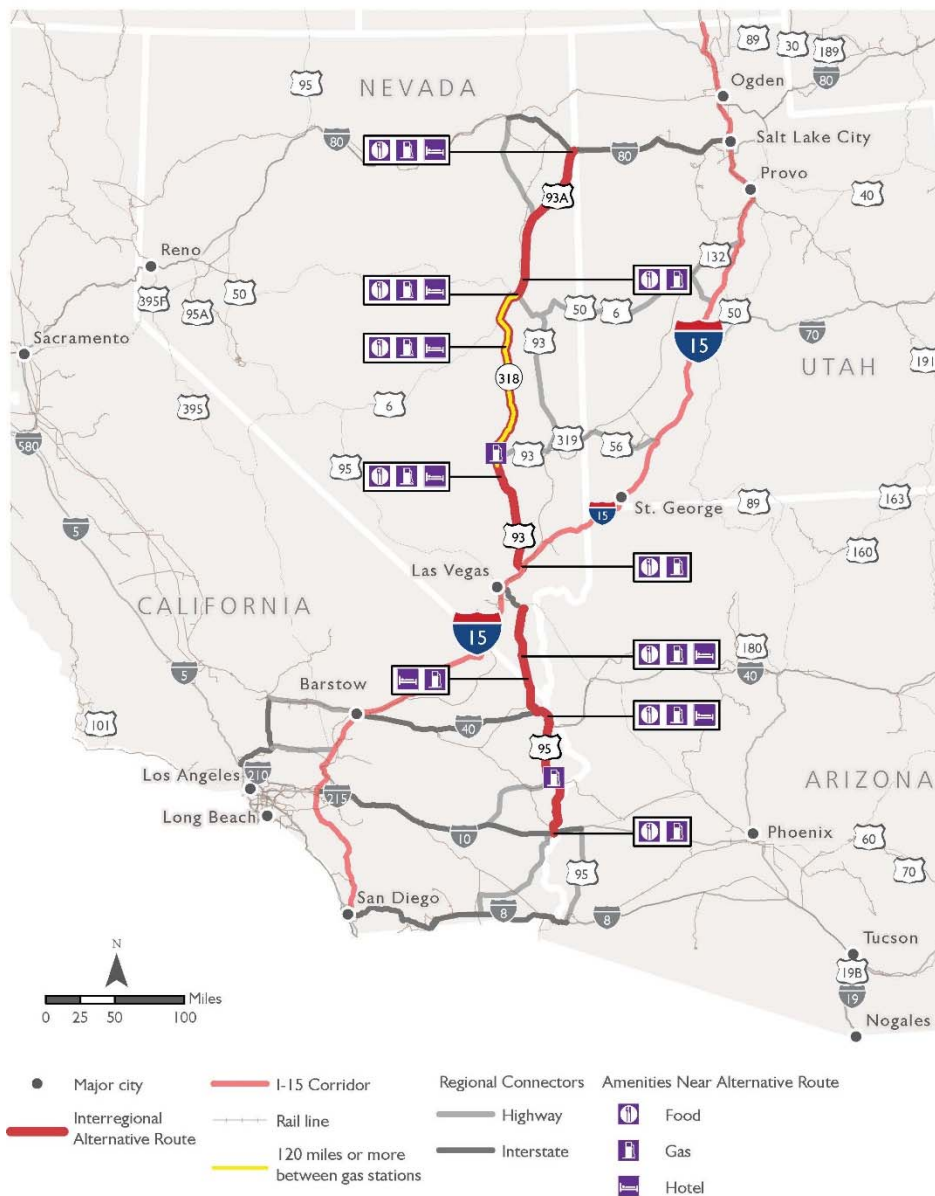 89
30
189
80
95
Ogden
NEVADA
80
Salt Lake City
80
93A
Provo
40
Reno
132
395F
95A
50
50
6
50
Sacramento
93
15
70
UTAH
191
318
395
6
580
93
319
56
95
163
St. George
89
15
5
93
160
Las Vegas
CALIFORNIA
15
180
5
40
Barstow
101
40
95
Los Angeles
210
ARIZONA
215
Long Beach
10
Phoenix
60
95
70
San Diego
8
8
Tucson
N
19B
Miles
19
0 25 50 100
Nogales
Major city
I-15 Corridor
Regional Connectors
Amenities Near Alternative Route
Interregional
Alternative Route
Rail line
Highway
Food
120 miles or more
between gas stations
Interstate
Gas
Hotel